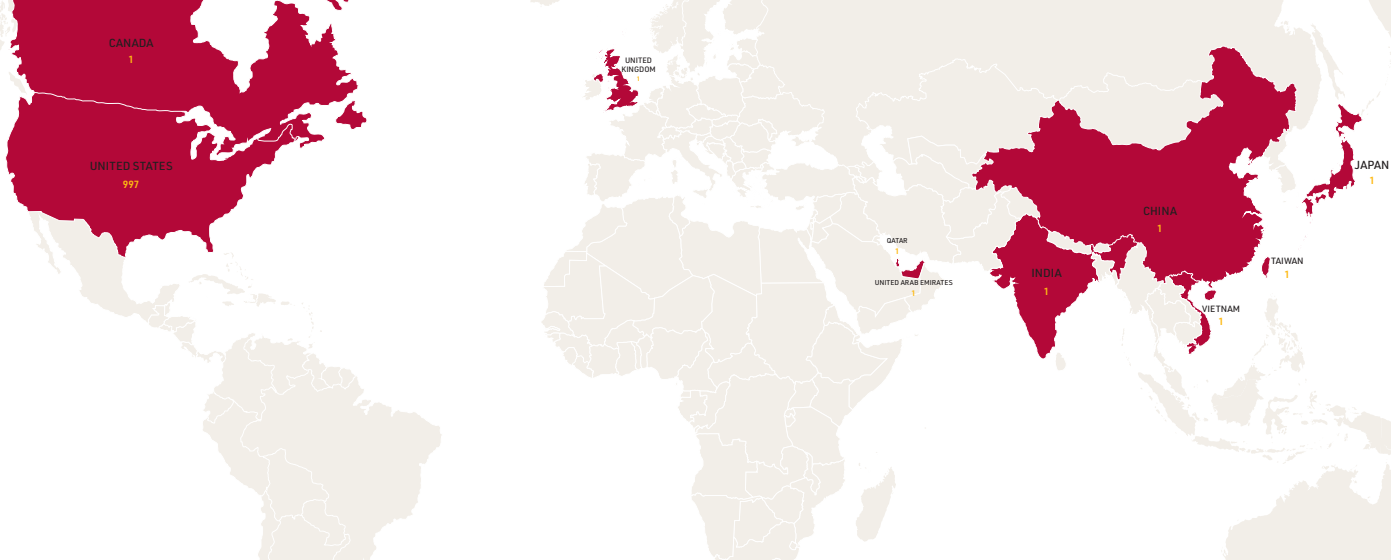 CANADA
1
UNITED STATES
997
UNITED
KINGDOM
1
QATAR
1
UNITED ARAB EMIRATES
1
INDIA
1
CHINA
1
JAPAN
1
TAIWAN
1
VIETNAM
1